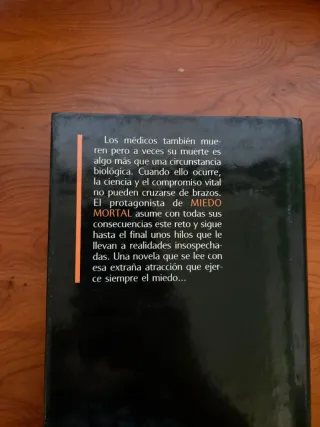 Los médicos también mue-
ren pero a veces su muerte es
algo más que una circunstancia
biológica. Cuando ello ocurre,
la ciencia y el compromiso vital
no pueden cruzarse de brazos.
El protagonista de MIEDO
MORTAL asume con todas sus
consecuencias este reto y sigue
hasta el final unos hilos que le
llevan a realidades insospecha-
das. Una novela que se lee con
esa extraña atracción que ejer-
ce siempre el miedo...